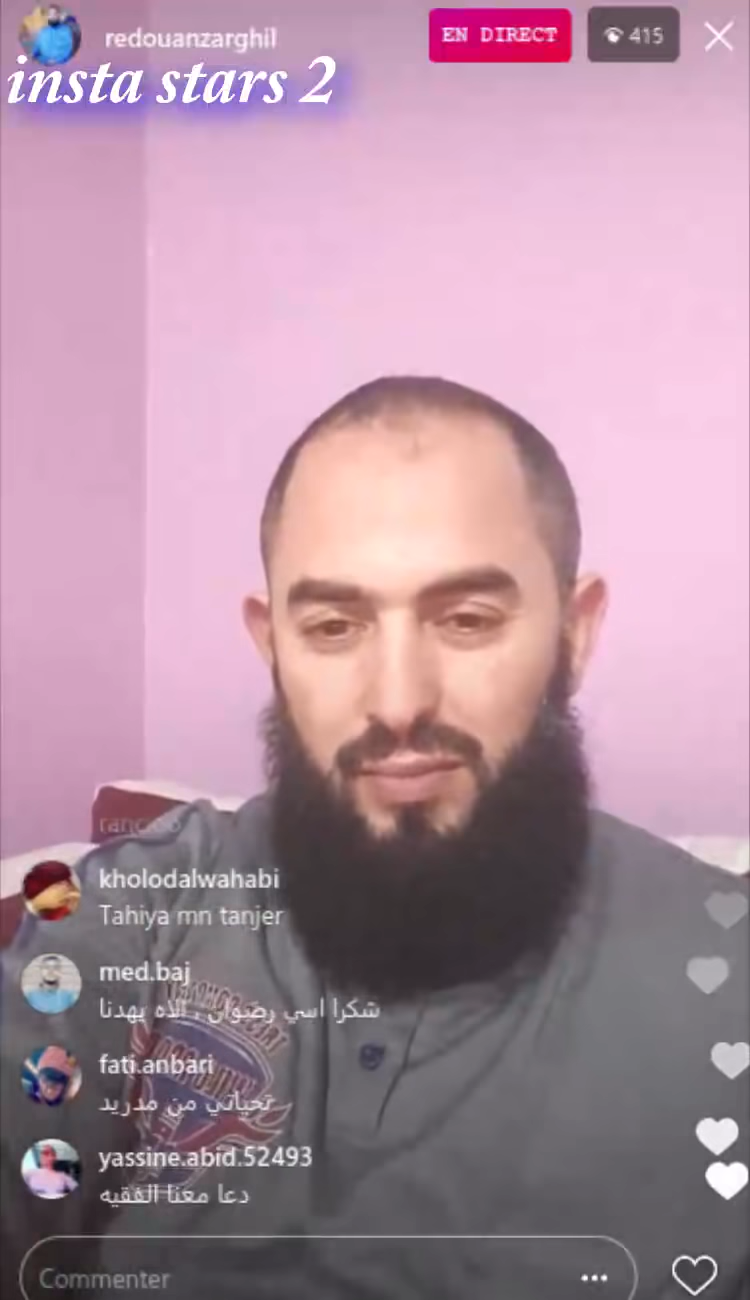 redouanzarghil
EN DIRECT
415
insta stars 2
kholodalwahabi
Tahiya mn tanjer
med.baj
شكرا اسي رضوان ، الاه يهدنا
fati.anbari
تحياتي من مدريد
yassine.abid.52493
دعا معنا الفقيه
Commenter